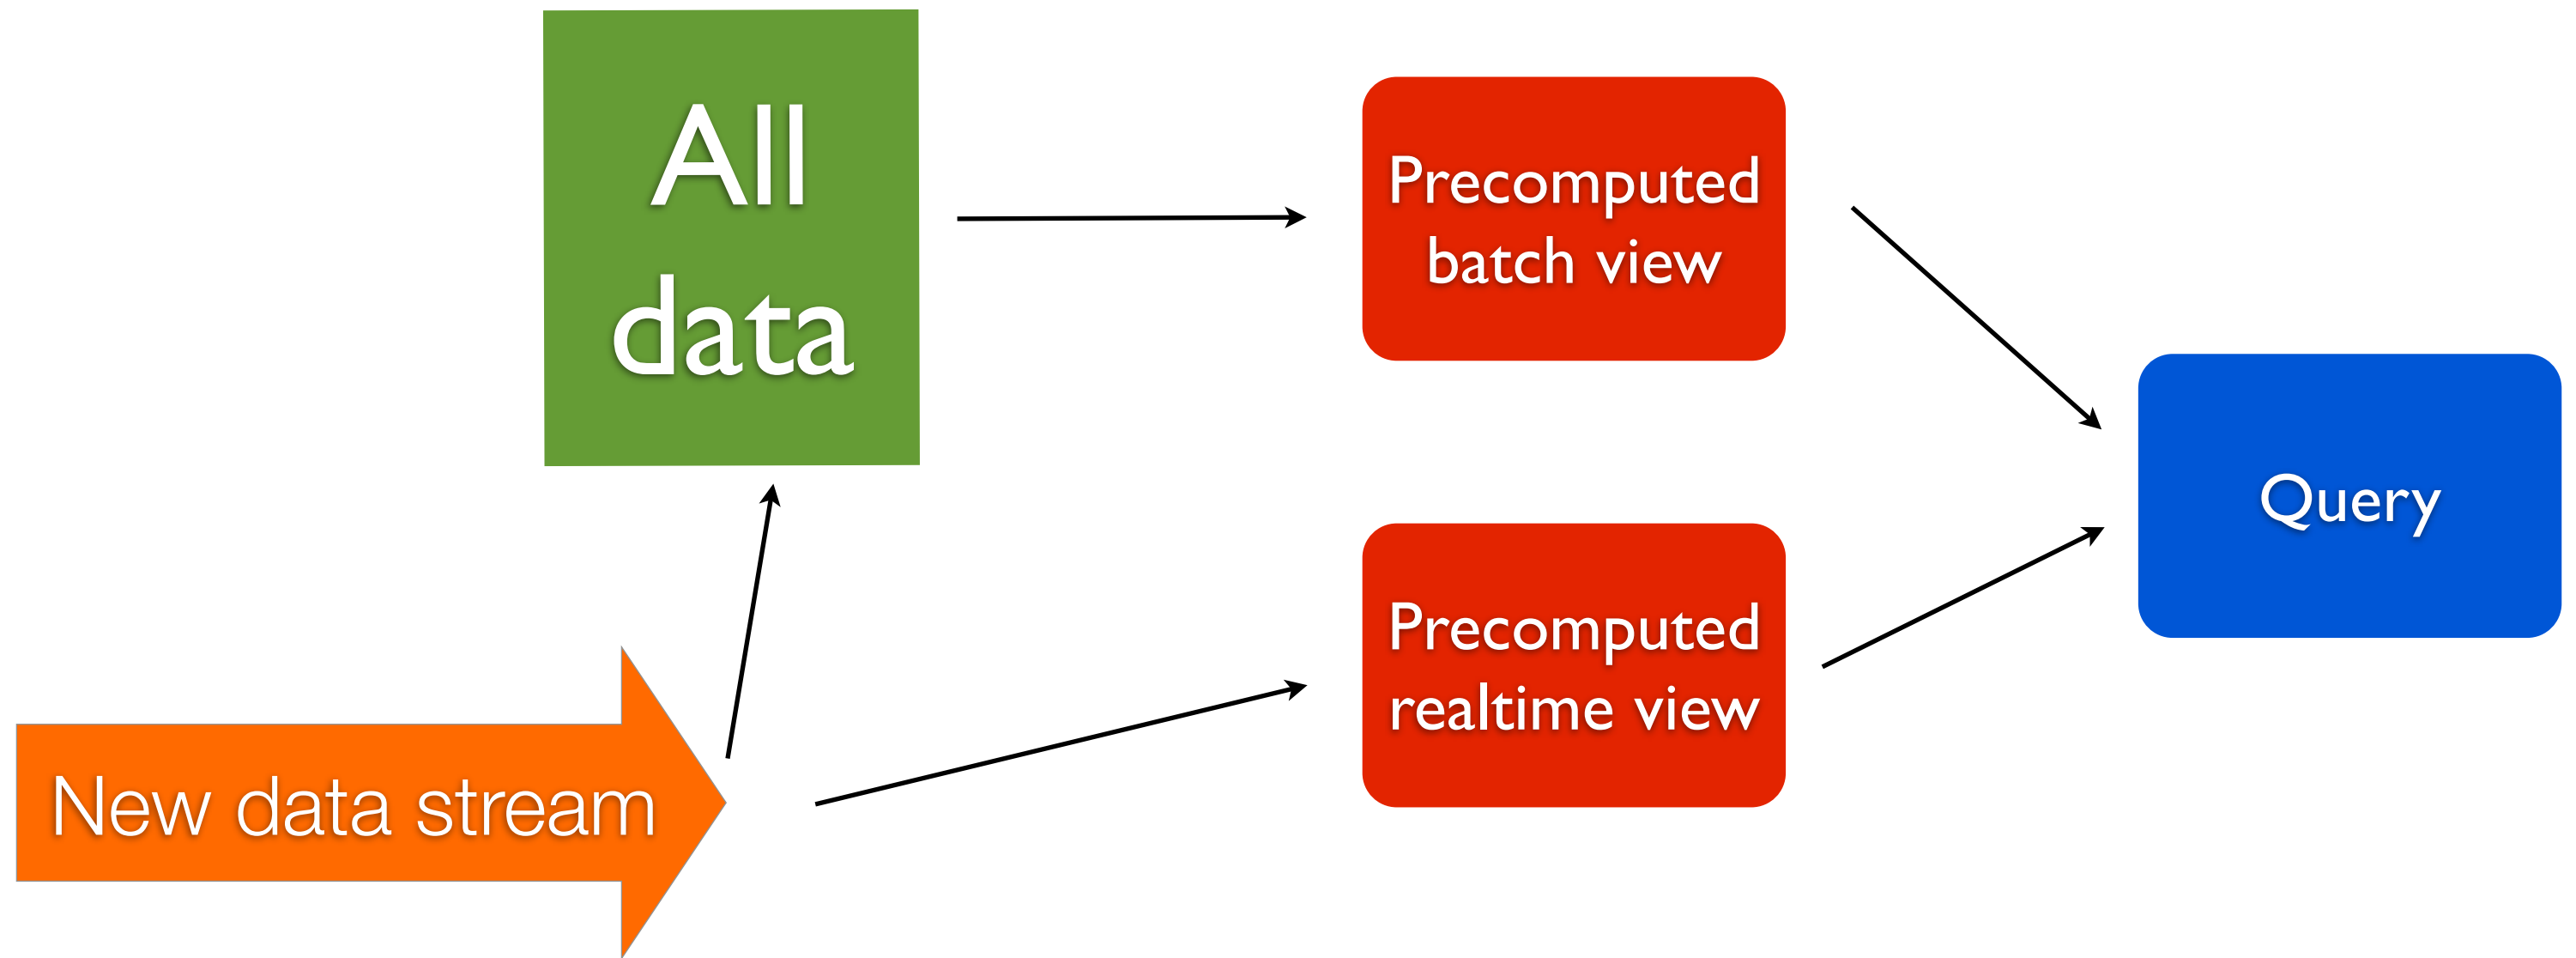 All
data
Precomputed
batch view
Query
Precomputed
realtime view
New data stream